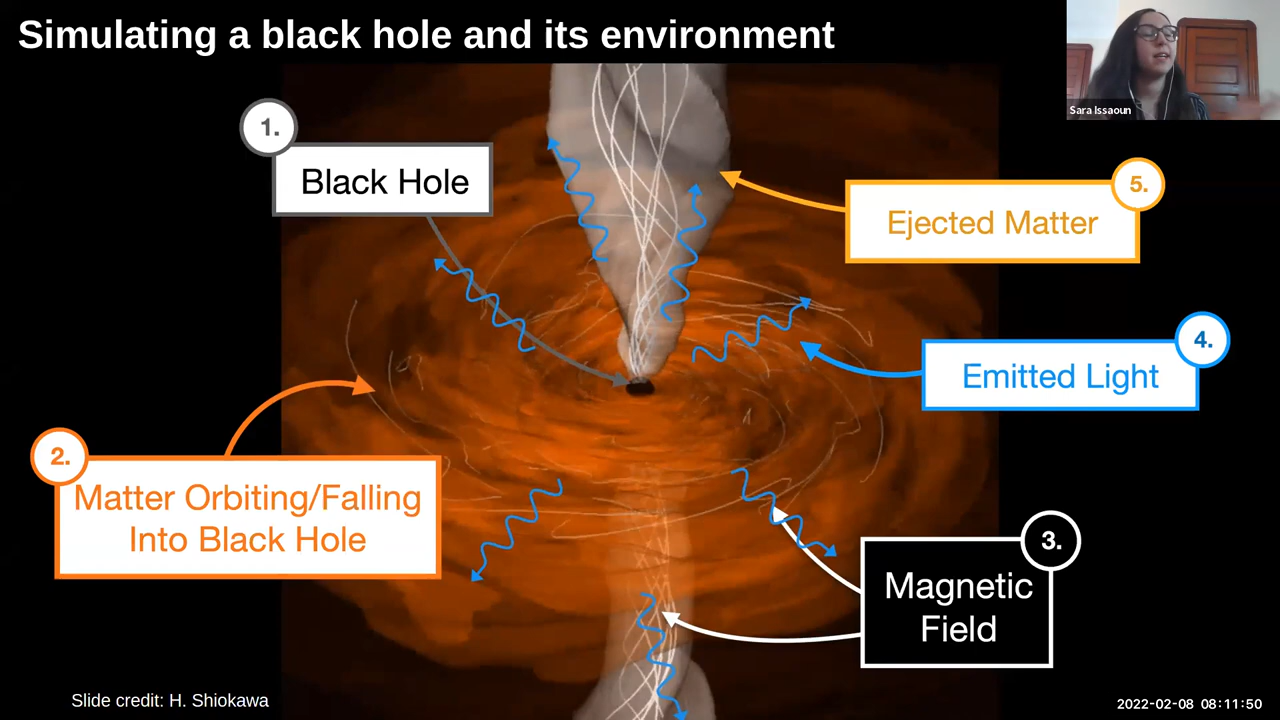 Simulating a black hole and its environment
Sara Issaoun
1.
Black Hole
5.
Ejected Matter
4.
Emitted Light
2.
Matter Orbiting/Falling
Into Black Hole
3.
Magnetic
Field
Slide credit: H. Shiokawa
2022-02-08 08:11:50